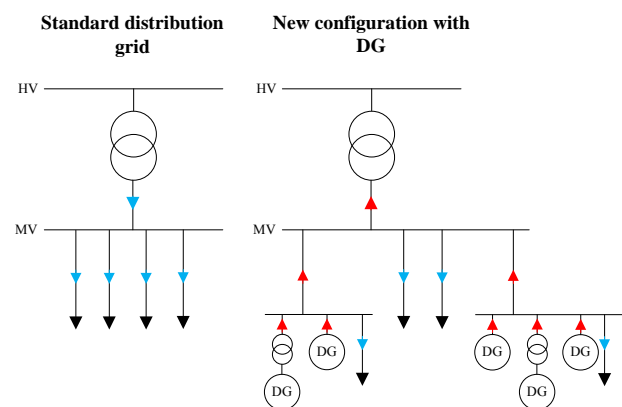 Standard distribution
grid
New configuration with
DG
HV
HV
MV
MV
DG
DG
DG
DG
DG